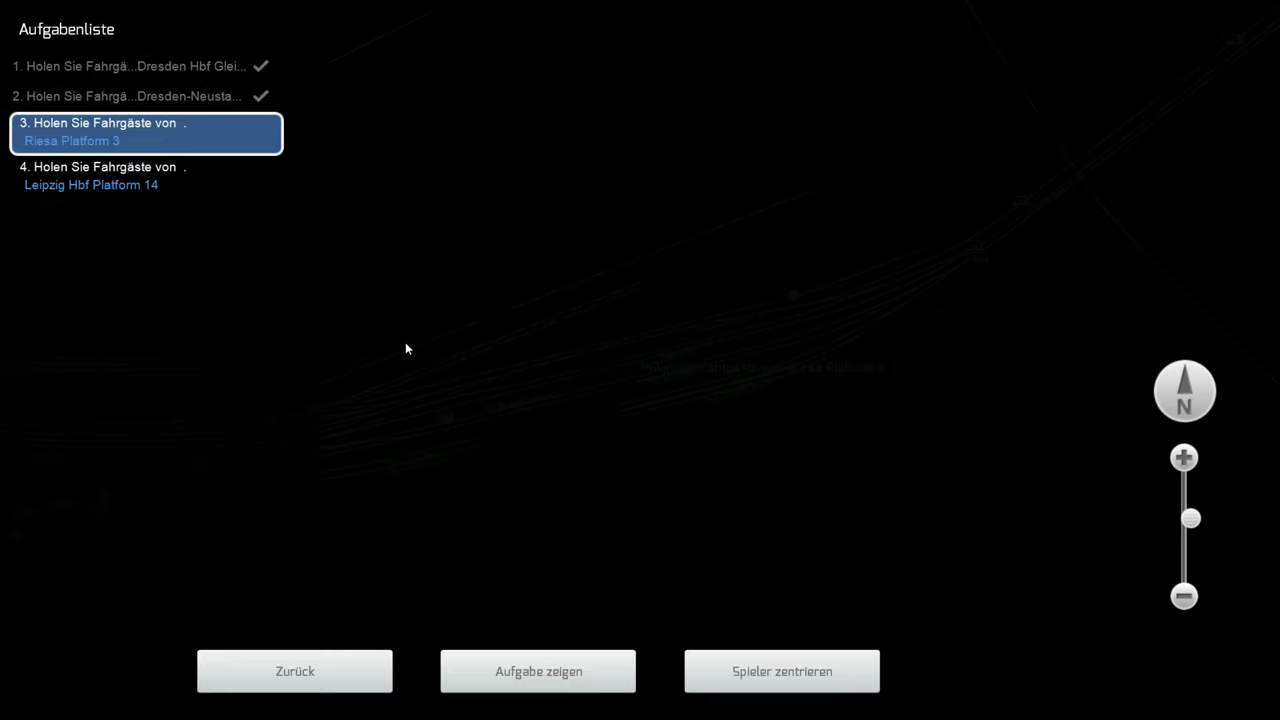 Aufgabenliste
1. Holen Sie Fahrgä...Dresden Hbf Glei...
2. Holen Sie Fahrgä...Dresden-Neusta...
3. Holen Sie Fahrgäste von .
Riesa Platform 3
4. Holen Sie Fahrgäste von .
Leipzig Hbf Platform 14
N
Zurück
Aufgabe zeigen
Spieler zentrieren